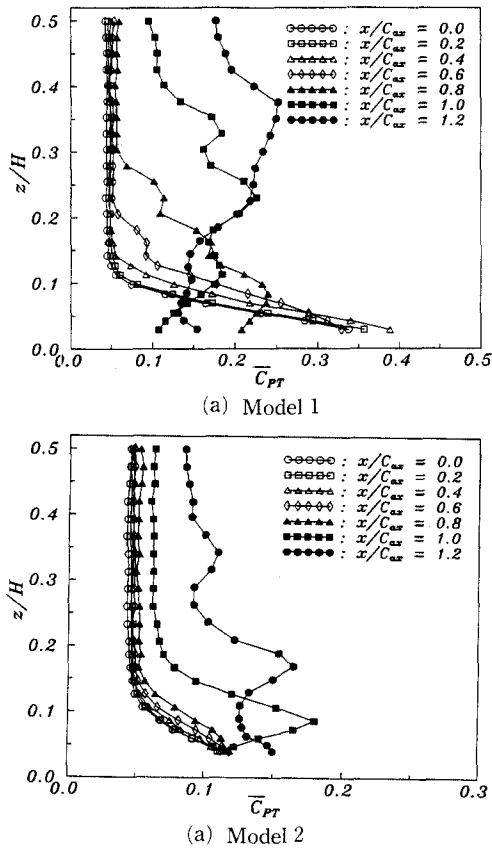 0.5
0.4
0.3
0.2
0.1
0.0
z/H
: x/Cax = 0.0
: x/Cax = 0.2
: x/Cax = 0.4
: x/Cax = 0.6
: x/Cax = 0.8
: x/Cax = 1.0
: x/Cax = 1.2
0.0 0.1 0.2 0.3 0.4 0.5
C̅PT
(a) Model 1
0.5
0.4
0.3
0.2
0.1
0.0
z/H
: x/Cax = 0.0
: x/Cax = 0.2
: x/Cax = 0.4
: x/Cax = 0.6
: x/Cax = 0.8
: x/Cax = 1.0
: x/Cax = 1.2
0.0 0.1 0.2 0.3
C̅PT
(a) Model 2